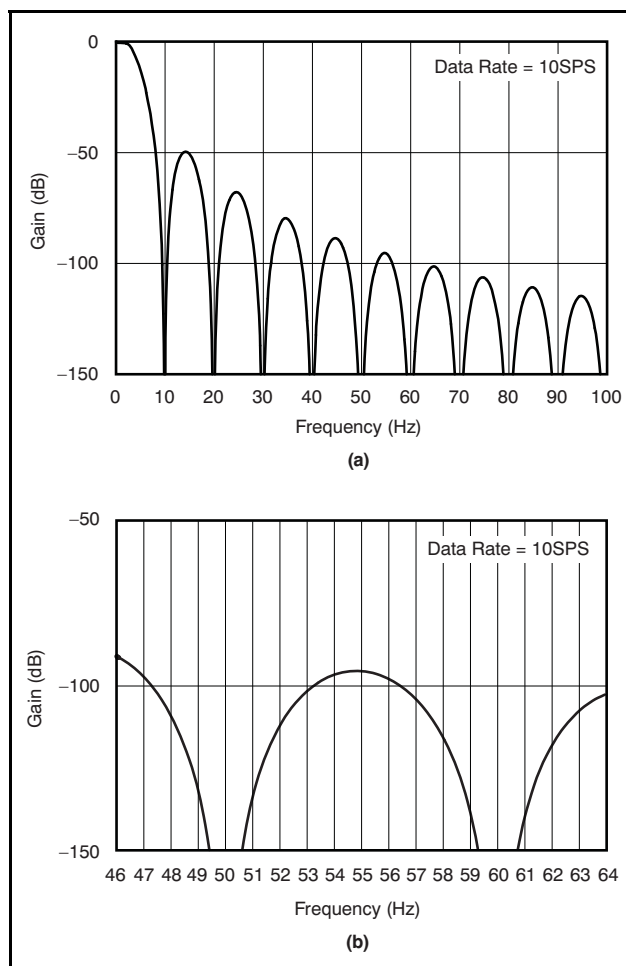 0
Data Rate = 10SPS
−50
Gain (dB)
−100
−150
0 10 20 30 40 50 60 70 80 90 100
Frequency (Hz)
(a)
−50
Data Rate = 10SPS
Gain (dB)
−100
−150
46 47 48 49 50 51 52 53 54 55 56 57 58 59 60 61 62 63 64
Frequency (Hz)
(b)